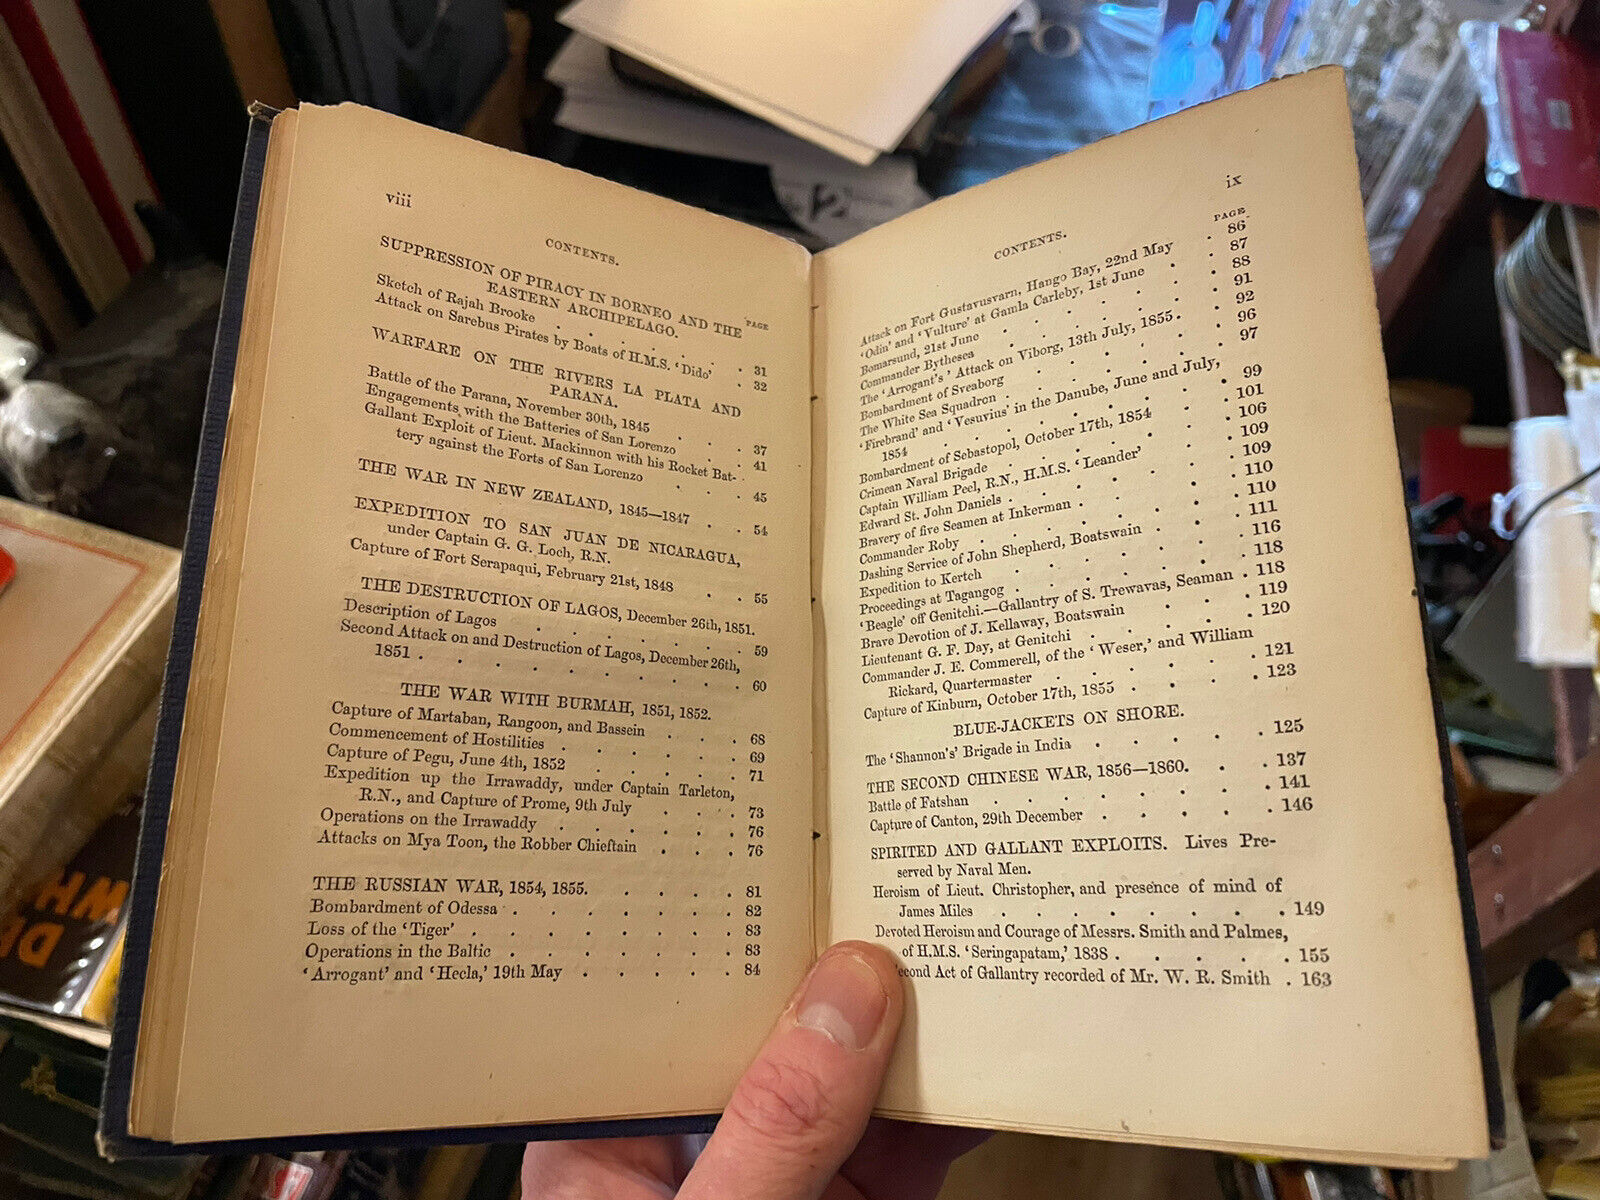 viii
CONTENTS.
PAGE
SUPPRESSION OF PIRACY IN BORNEO AND THE
EASTERN ARCHIPELAGO.
Sketch of Rajah Brooke . . . . . . 31
Attack on Sarebus Pirates by Boats of H.M.S. 'Dido' . 32
WARFARE ON THE RIVERS LA PLATA AND
PARANA.
Battle of the Parana, November 30th, 1845 . . . 37
Engagements with the Batteries of San Lorenzo . . 41
Gallant Exploit of Lieut. Mackinnon with his Rocket Bat-
tery against the Forts of San Lorenzo . . . 45
THE WAR IN NEW ZEALAND, 1845—1847 . . 54
EXPEDITION TO SAN JUAN DE NICARAGUA,
under Captain G. G. Loch, R.N.
Capture of Fort Serapaqui, February 21st, 1848 . . 55
THE DESTRUCTION OF LAGOS, December 26th, 1851.
Description of Lagos . . . . . . 59
Second Attack on and Destruction of Lagos, December 26th,
1851 . . . . . . . . 60
THE WAR WITH BURMAH, 1851, 1852.
Capture of Martaban, Rangoon, and Bassein . . . 68
Commencement of Hostilities . . . . . 69
Capture of Pegu, June 4th, 1852 . . . . . 71
Expedition up the Irrawaddy, under Captain Tarleton,
R.N., and Capture of Prome, 9th July . . . 73
Operations on the Irrawaddy . . . . . 76
Attacks on Mya Toon, the Robber Chieftain . . . 76
THE RUSSIAN WAR, 1854, 1855. . . . . 81
Bombardment of Odessa . . . . . . 82
Loss of the 'Tiger' . . . . . . . 83
Operations in the Baltic . . . . . . 83
'Arrogant' and 'Hecla,' 19th May . . . . . 84
ix
CONTENTS.
PAGE
Attack on Fort Gustavusvarn, Hango Bay, 22nd May . 86
'Odin' and 'Vulture' at Gamla Carleby, 1st June . . 87
Bomarsund, 21st June . . . . . . 88
Commander Bythesea . . . . . . 91
The 'Arrogant's' Attack on Viborg, 13th July, 1855 . . 92
Bombardment of Sveaborg . . . . . 96
The White Sea Squadron . . . . . . 97
'Firebrand' and 'Vesuvius' in the Danube, June and July,
1854 . . . . . . . . 99
Bombardment of Sebastopol, October 17th, 1854 . . 101
Crimean Naval Brigade . . . . . . 106
Captain William Peel, R.N., H.M.S. 'Leander' . . 109
Edward St. John Daniels . . . . . . 109
Bravery of five Seamen at Inkerman . . . . 110
Commander Roby . . . . . . . 110
Dashing Service of John Shepherd, Boatswain . . . 111
Expedition to Kertch . . . . . . 116
Proceedings at Tagangog . . . . . . 118
'Beagle' off Genitchi.—Gallantry of S. Trewavas, Seaman . 118
Brave Devotion of J. Kellaway, Boatswain . . . 119
Lieutenant G. F. Day, at Genitchi . . . . 120
Commander J. E. Commerell, of the 'Weser,' and William
Rickard, Quartermaster . . . . . 121
Capture of Kinburn, October 17th, 1855 . . . . 123
BLUE-JACKETS ON SHORE.
The 'Shannon's' Brigade in India . . . . . 125
THE SECOND CHINESE WAR, 1856—1860. . . 137
Battle of Fatshan . . . . . . . 141
Capture of Canton, 29th December . . . . . 146
SPIRITED AND GALLANT EXPLOITS. Lives Pre-
served by Naval Men.
Heroism of Lieut. Christopher, and presence of mind of
James Miles . . . . . . . 149
Devoted Heroism and Courage of Messrs. Smith and Palmes,
of H.M.S. 'Seringapatam,' 1838 . . . . . 155
econd Act of Gallantry recorded of Mr. W. R. Smith . 163